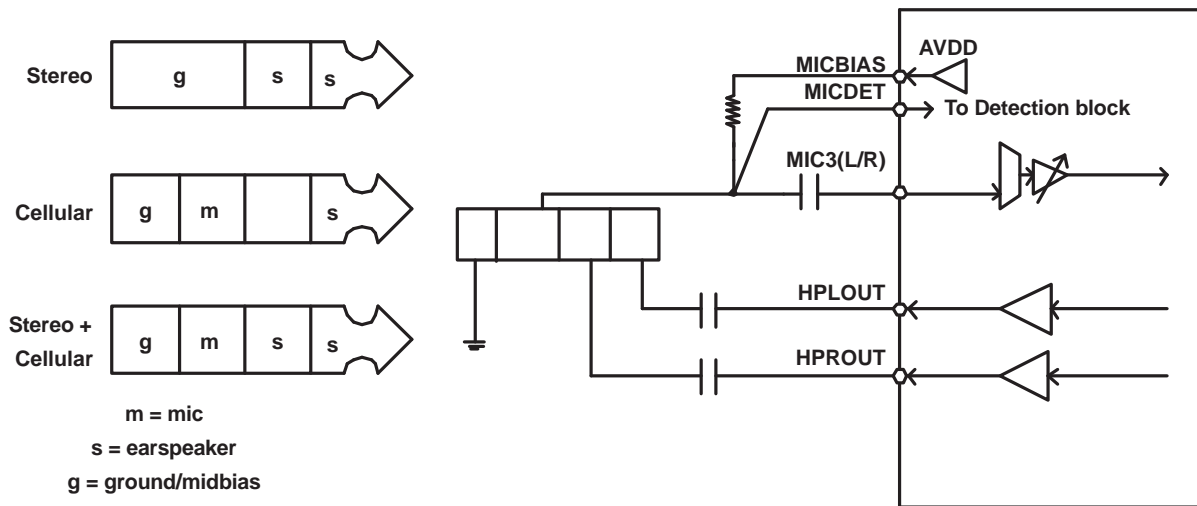 Stereo
g
s
s
Cellular
g
m
s
Stereo +
Cellular
g
m
s
s
m = mic
s = earspeaker
g = ground/midbias
AVDD
MICBIAS
MICDET
To Detection block
MIC3(L/R)
HPLOUT
HPROUT